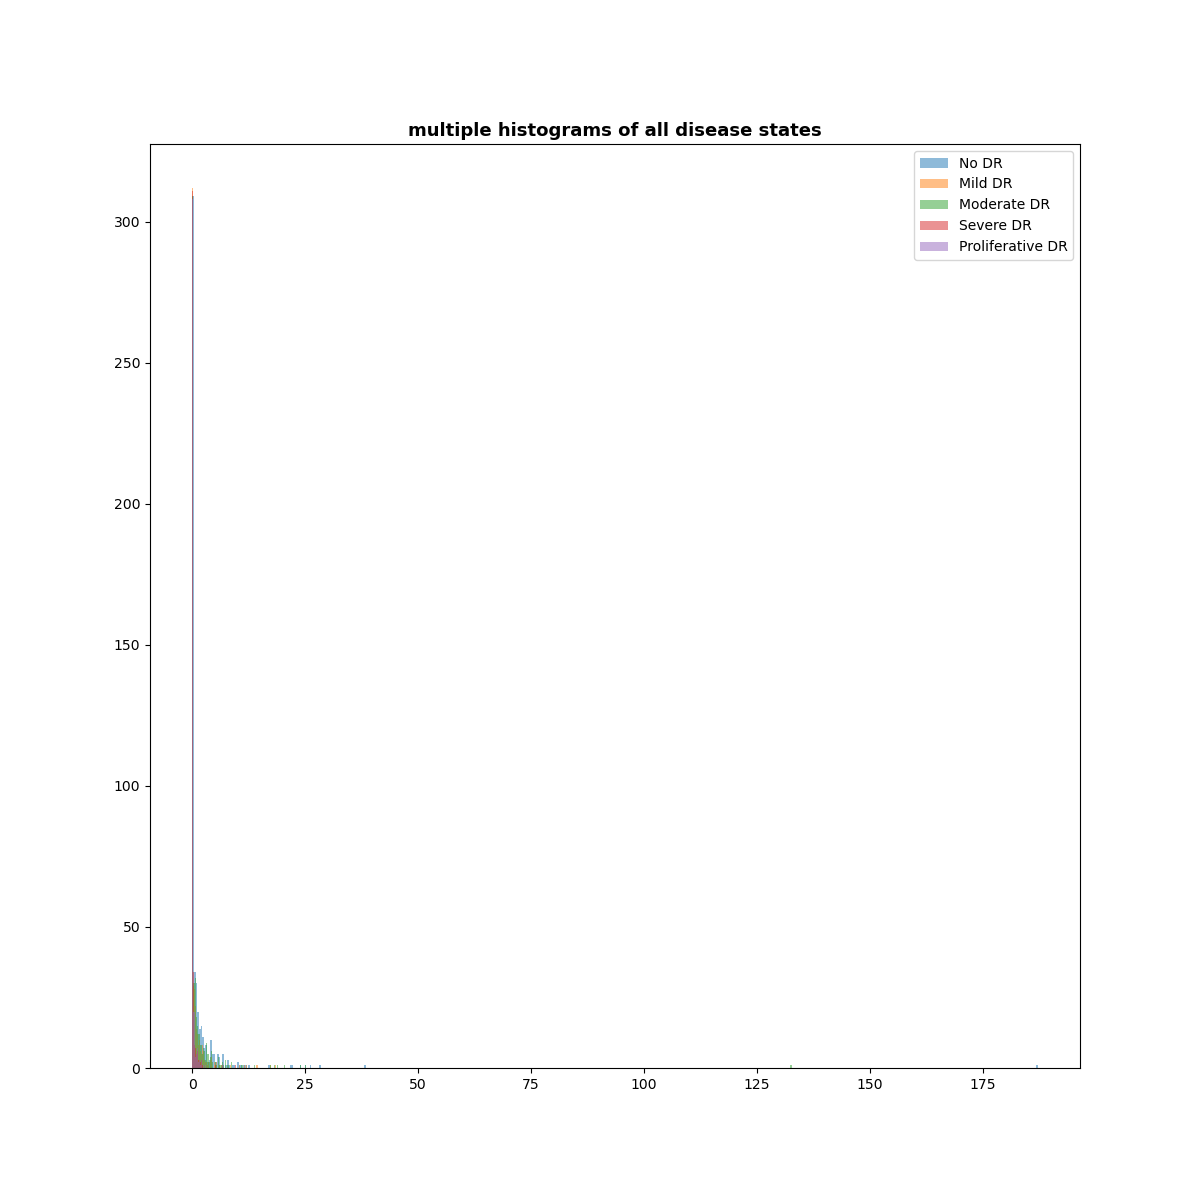 multiple histograms of all disease states
No DR
Mild DR
Moderate DR
Severe DR
Proliferative DR
300
250
200
150
100
50
0
0 25 50 75 100 125 150 175